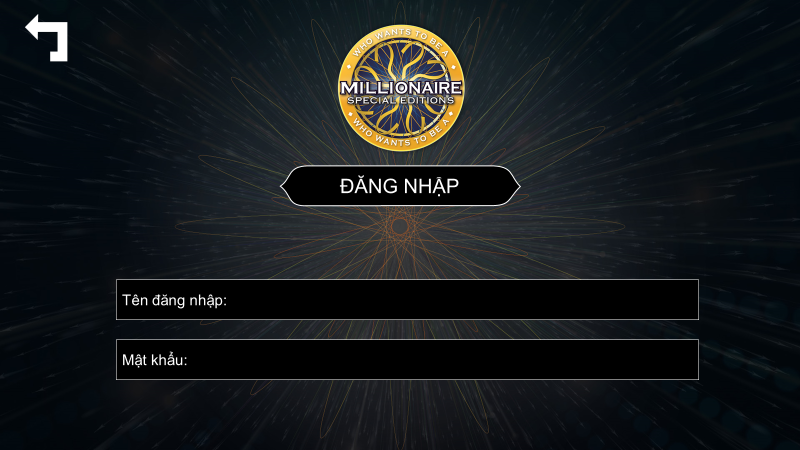 WHO WANTS TO BE A
MILLIONAIRE
SPECIAL EDITIONS
WHO WANTS TO BE A
ĐĂNG NHẬP
Tên đăng nhập:
Mật khẩu: